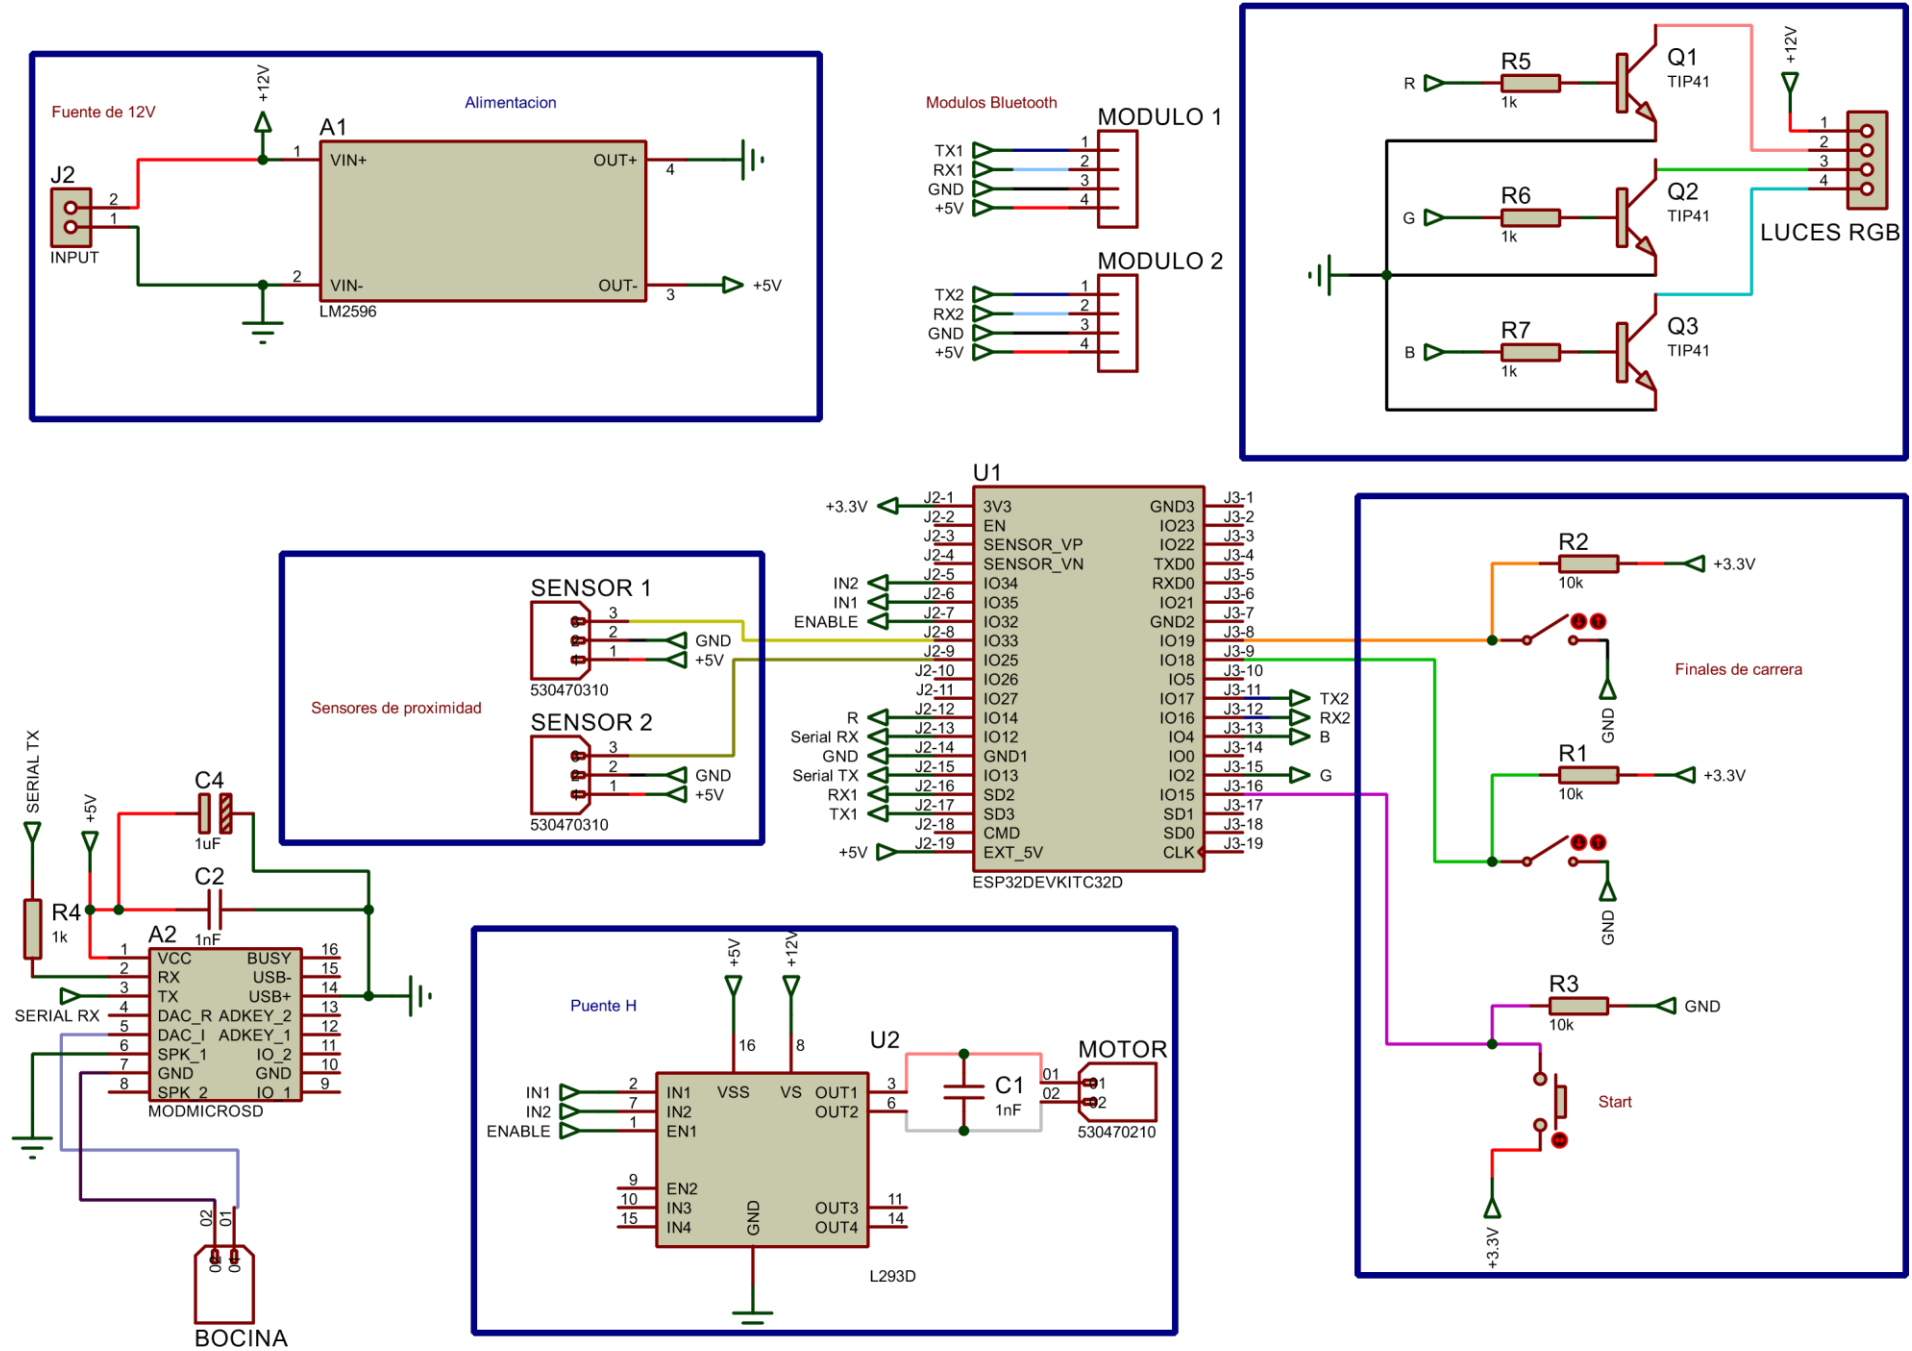 Fuente de 12V
Alimentacion
+12V
J2
2
1
INPUT
A1
1
VIN+
OUT+
4
2
VIN-
OUT-
3
+5V
LM2596
Modulos Bluetooth
MODULO 1
TX1
1
RX1
2
GND
3
+5V
4
MODULO 2
TX2
1
RX2
2
GND
3
+5V
4
R
R5
1k
Q1
TIP41
G
R6
1k
Q2
TIP41
B
R7
1k
Q3
TIP41
+12V
1
2
3
4
LUCES RGB
Sensores de proximidad
SENSOR 1
3
2
1
GND
+5V
530470310
SENSOR 2
3
2
1
GND
+5V
530470310
U1
+3.3V
J2-1
3V3
J2-2
EN
J2-3
SENSOR_VP
J2-4
SENSOR_VN
IN2
J2-5
IO34
IN1
J2-6
IO35
ENABLE
J2-7
IO32
J2-8
IO33
J2-9
IO25
J2-10
IO26
J2-11
IO27
R
J2-12
IO14
Serial RX
J2-13
IO12
GND
J2-14
GND1
Serial TX
J2-15
IO13
RX1
J2-16
SD2
TX1
J2-17
SD3
J2-18
CMD
+5V
J2-19
EXT_5V
GND3
J3-1
IO23
J3-2
IO22
J3-3
TXD0
J3-4
RXD0
J3-5
IO21
J3-6
GND2
J3-7
IO19
J3-8
IO18
J3-9
IO5
J3-10
IO17
J3-11
TX2
IO16
J3-12
RX2
IO4
J3-13
B
IO0
J3-14
IO2
J3-15
G
IO15
J3-16
SD1
J3-17
SD0
J3-18
CLK
J3-19
ESP32DEVKITC32D
R2
10k
+3.3V
GND
Finales de carrera
R1
10k
+3.3V
GND
R3
10k
GND
Start
+3.3V
SERIAL TX
+5V
C4
1uF
C2
1nF
R4
1k
A2
1
VCC
BUSY
16
2
RX
USB-
15
3
TX
USB+
14
SERIAL RX
4
DAC_R
ADKEY_2
13
5
DAC_I
ADKEY_1
12
6
SPK_1
IO_2
11
7
GND
GND
10
8
SPK_2
IO_1
9
MODMICROSD
02
01
BOCINA
Puente H
+5V
+12V
16
8
U2
VSS
VS
IN1
2
IN1
IN2
7
IN2
ENABLE
1
EN1
9
EN2
10
IN3
15
IN4
GND
OUT1
3
OUT2
6
OUT3
11
OUT4
14
L293D
C1
1nF
MOTOR
01
02
530470210